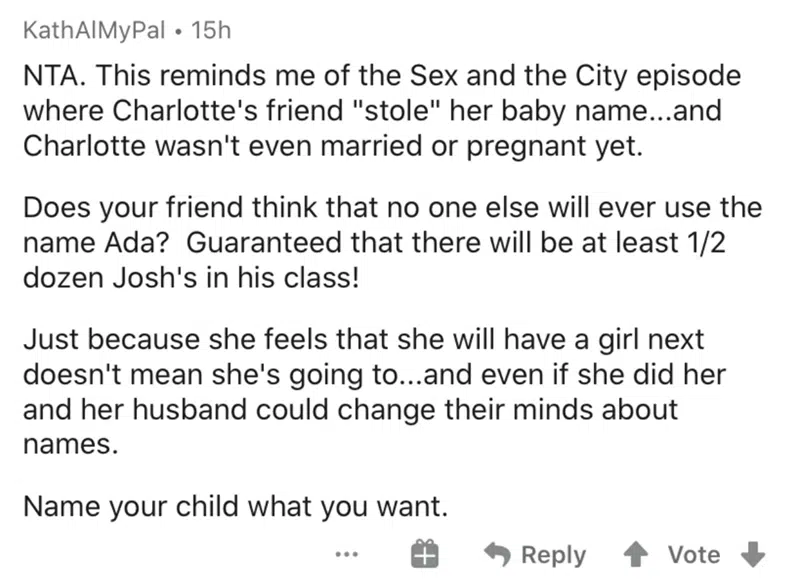 KathAlMyPal • 15h
NTA. This reminds me of the Sex and the City episode
where Charlotte's friend "stole" her baby name...and
Charlotte wasn't even married or pregnant yet.
Does your friend think that no one else will ever use the
name Ada?  Guaranteed that there will be at least 1/2
dozen Josh's in his class!
Just because she feels that she will have a girl next
doesn't mean she's going to...and even if she did her
and her husband could change their minds about
names.
Name your child what you want.
... Reply Vote